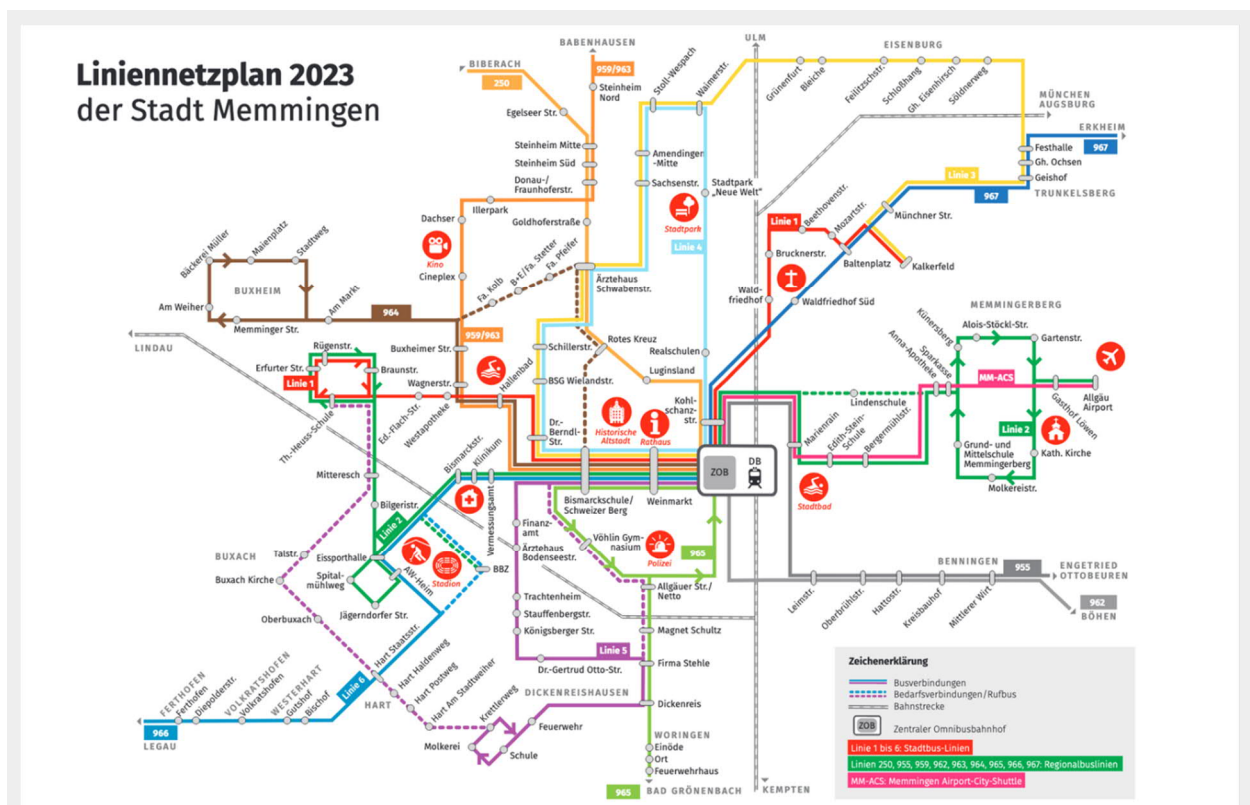 Liniennetzplan 2023
der Stadt Memmingen
BIBERACH
250
BABENHAUSEN
959/963
Steinheim
Nord
Egelseer Str.
Steinheim Mitte
Steinheim Süd
Donau-/
Fraunhoferstr.
Illerpark
Goldhoferstraße
Dachser
Kino
Cineplex
Stoll-Wespach
Waimerstr.
Amendingen
-Mitte
Sachsenstr.
Stadtpark
„Neue Welt“
Stadtpark
Linie 4
ULM
EISENBURG
Grünenfurt
Bleiche
Feilitzschstr.
Schloßhang
Gh. Eisenhirsch
Söldnerweg
MÜNCHEN
AUGSBURG
ERKHEIM
967
Festhalle
Gh. Ochsen
Geishof
TRUNKELSBERG
Linie 3
967
Münchner Str.
Linie 1
Beethovenstr.
Mozartstr.
Brucknerstr.
Baltenplatz
Kalkerfeld
Wald-
friedhof
Waldfriedhof Süd
Bäckerei Müller
Maienplatz
Stadtweg
BUXHEIM
Am Weiher
Memminger Str.
Am Markt
964
Fa. Kolb
B+E/Fa. Stetter
Fa. Pfeifer
Ärztehaus
Schwabenstr.
LINDAU
959/963
Buxheimer Str.
Wagnerstr.
Hallenbad
Schillerstr.
BSG Wielandstr.
Rotes Kreuz
Luginsland
Realschulen
Kohl-
schanz-
str.
Rügenstr.
Erfurter Str.
Braunstr.
Linie 1
Th.-Heuss-Schule
Ed.-Flach-Str.
Westapotheke
Dr.-
Berndl-
Str.
Historische
Altstadt
Rathaus
MEMMINGERBERG
Künersberg
Alois-Stöckl-Str.
Gartenstr.
Anna-Apotheke
Sparkasse
MM-ACS
Allgäu
Airport
Gasthof Löwen
Lindenschule
Linie 2
Marienrain
Edith-Stein-
Schule
Bergermühlstr.
Grund- und
Mittelschule
Memmingerberg
Kath. Kirche
Molkereistr.
Stadtbad
ZOB
DB
Mitteresch
Bismarckstr.
Klinikum
Vermessungsamt
Bismarckschule/
Schweizer Berg
Weinmarkt
Bilgeristr.
Linie 2
Finanz-
amt
Ärztehaus
Bodenseestr.
Vöhlin Gym-
nasium
Polizei
965
BUXACH
Talstr.
Buxach Kirche
Eissporthalle
Spital-
mühlweg
AW-Heim
Stadion
BBZ
Jägerndorfer Str.
Oberbuxach
Trachtenheim
Stauffenbergstr.
Königsberger Str.
Allgäuer Str./
Netto
Magnet Schultz
Linie 5
Dr.-Gertrud Otto-Str.
Firma Stehle
Leimstr.
Oberbrühlstr.
Hattostr.
Kreisbauhof
Mittlerer Wirt
BENNINGEN
955
ENGETRIED
OTTOBEUREN
962
BÖHEN
Hart Staatsstr.
Hart Haldenweg
Hart Postweg
Hart Am Stadtweiher
HART
Linie 6
FERTHOFEN
Ferthofen
Diepolderstr.
VOLKRATSHOFEN
Volkratshofen
WESTERHART
Gutshof
Bischof
966
LEGAU
DICKENREISHAUSEN
Krettlerweg
Feuerwehr
Molkerei
Schule
Dickenreis
WORINGEN
Einöde
Ort
Feuerwehrhaus
965
BAD GRÖNENBACH
KEMPTEN
Zeichenerklärung
Busverbindungen
Bedarfsverbindungen/Rufbus
Bahnstrecke
ZOB
Zentraler Omnibusbahnhof
Linie 1 bis 6: Stadtbus-Linien
Linien 250, 955, 959, 962, 963, 964, 965, 966, 967: Regionalbuslinien
MM-ACS: Memmingen Airport-City-Shuttle